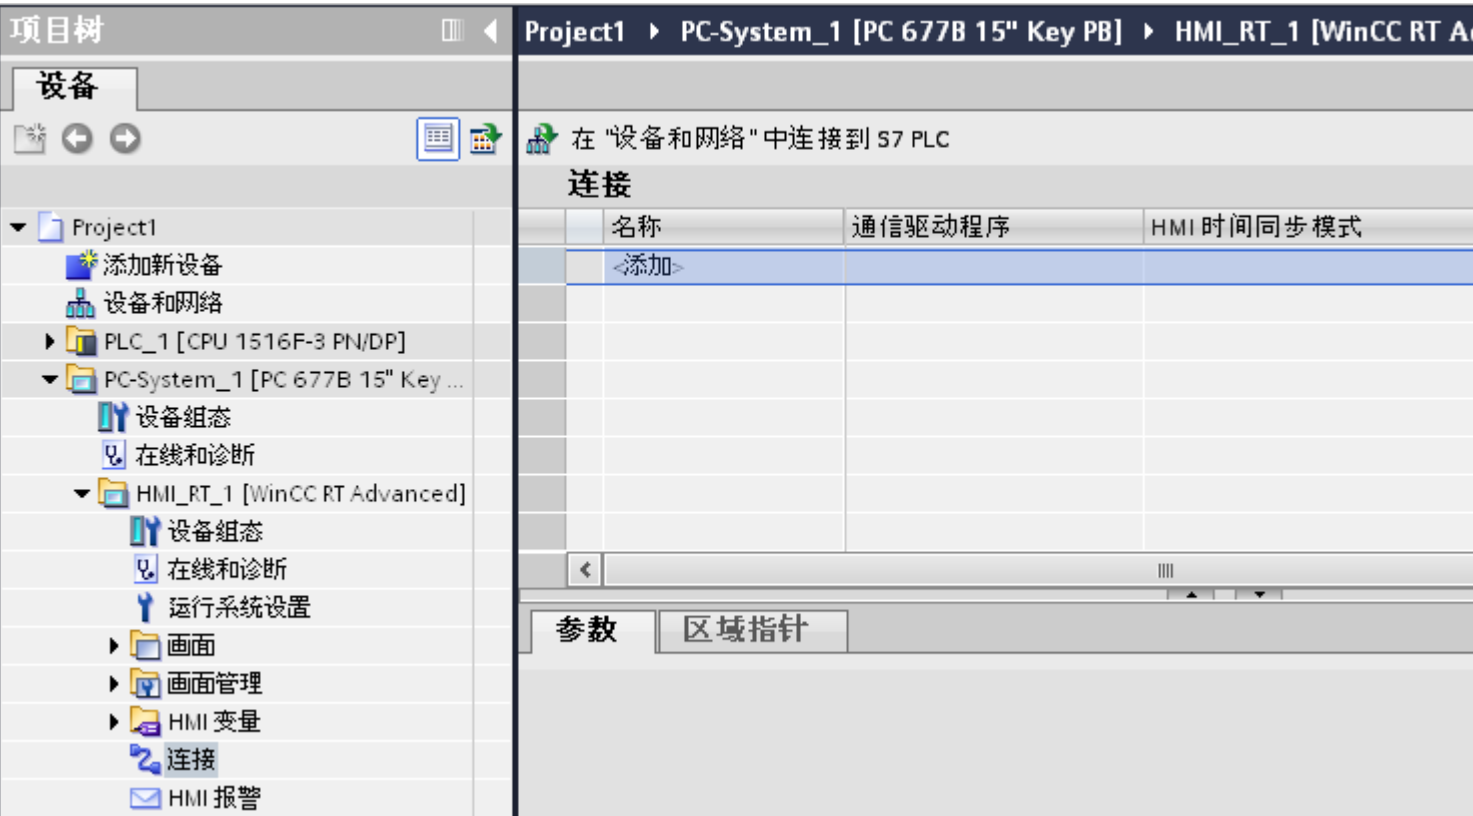 项目树
Project1 ▸ PC-System_1 [PC 677B 15" Key PB] ▸ HMI_RT_1 [WinCC RT
设备
在 "设备和网络" 中连接到 S7 PLC
连接
名称 通信驱动程序 HMI 时间同步模式
<添加>
Project1
添加新设备
设备和网络
PLC_1 [CPU 1516F-3 PN/DP]
PC-System_1 [PC 677B 15" Key ...
设备组态
在线和诊断
HMI_RT_1 [WinCC RT Advanced]
设备组态
在线和诊断
运行系统设置
画面
画面管理
HMI 变量
连接
HMI 报警
参数 区域指针